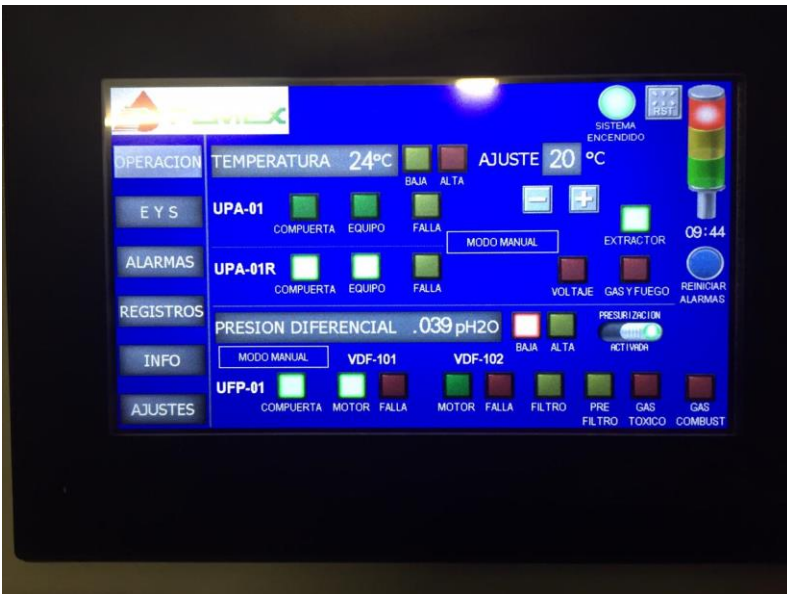 SISTEMA
ENCENDIDO
RST
OPERACION
TEMPERATURA 24ºC
BAJA ALTA
AJUSTE 20 ºC
E Y S
UPA-01
COMPUERTA EQUIPO FALLA
MODO MANUAL
EXTRACTOR
09:44
ALARMAS
UPA-01R
COMPUERTA EQUIPO FALLA
VOLTAJE GAS Y FUEGO
REINICIAR
ALARMAS
REGISTROS
PRESION DIFERENCIAL .039 pH2O
BAJA ALTA
PRESURIZACION
ACTIVADA
INFO
MODO MANUAL VDF-101 VDF-102
UFP-01
COMPUERTA MOTOR FALLA MOTOR FALLA FILTRO PRE
FILTRO GAS
TOXICO GAS
COMBUST
AJUSTES